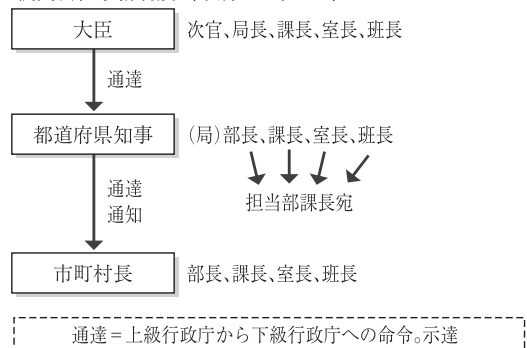 大臣 次官、局長、課長、室長、班長
通達
都道府県知事 (局)部長、課長、室長、班長
通達
通知
担当部課長宛
市町村長 部長、課長、室長、班長
通達=上級行政庁から下級行政庁への命令。示達